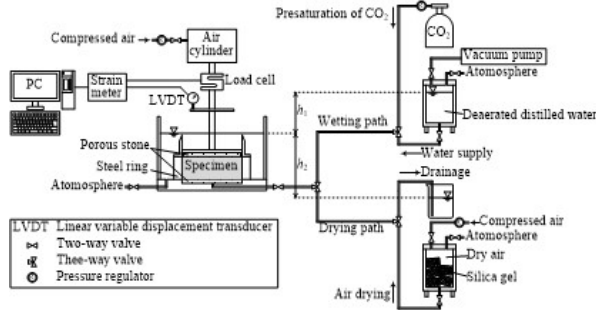 Presaturation of CO2
Compressed air
Air
cylinder
CO2
Vacuum pump
Atomosphere
PC
Strain
meter
Load cell
LVDT
h1
Deaerated distilled water
Wetting path
Porous stone
Steel ring
Specimen
h2
Water supply
Atomosphere
Drainage
LVDT Linear variable displacement transducer
Two-way valve
Thee-way valve
Pressure regulator
Drying path
Compressed air
Atomosphere
Dry air
Silica gel
Air drying